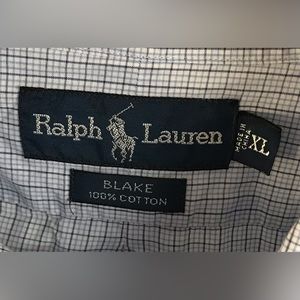 Ralph Lauren
BLAKE
100% COTTON
MADE IN
CHINA
XL